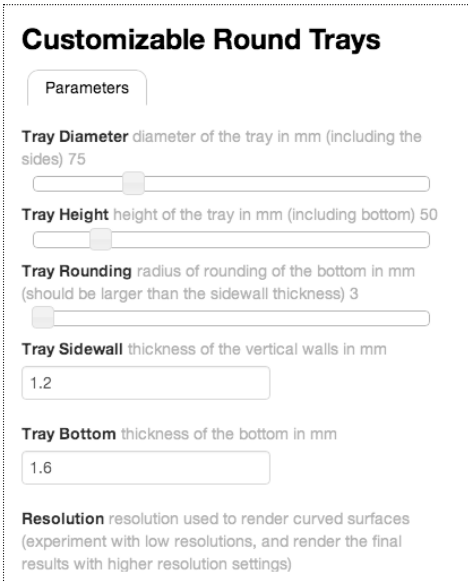 Customizable Round Trays
Parameters
Tray Diameter diameter of the tray in mm (including the
sides) 75
Tray Height height of the tray in mm (including bottom) 50
Tray Rounding radius of rounding of the bottom in mm
(should be larger than the sidewall thickness) 3
Tray Sidewall thickness of the vertical walls in mm
1.2
Tray Bottom thickness of the bottom in mm
1.6
Resolution resolution used to render curved surfaces
(experiment with low resolutions, and render the final
results with higher resolution settings)